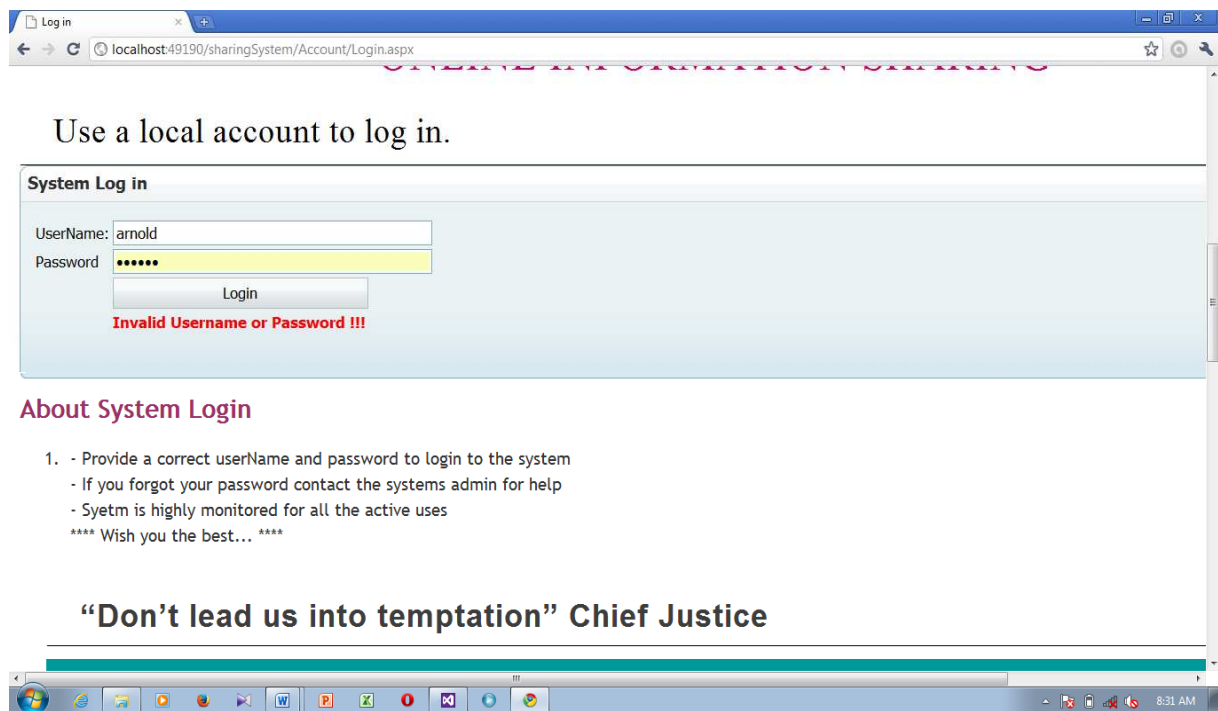 Log in
localhost:49190/sharingSystem/Account/Login.aspx
ONLINE INFORMATION SHARING
Use a local account to log in.
System Log in
UserName: arnold
Password ••••••
Login
Invalid Username or Password !!!
About System Login
1. - Provide a correct userName and password to login to the system
- If you forgot your password contact the systems admin for help
- Syetm is highly monitored for all the active uses
**** Wish you the best... ****
“Don’t lead us into temptation” Chief Justice
8:31 AM